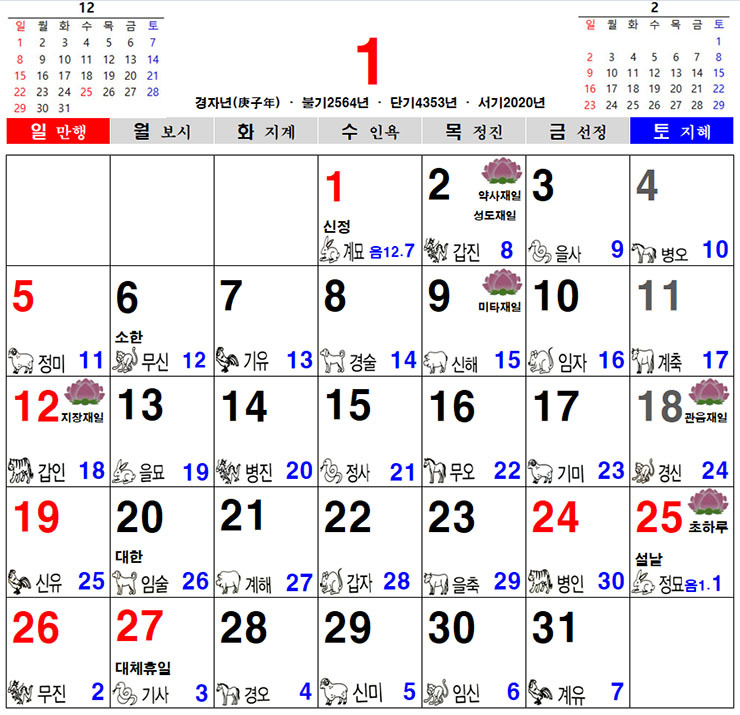 12
일 월 화 수 목 금 토
1 2 3 4 5 6 7
8 9 10 11 12 13 14
15 16 17 18 19 20 21
22 23 24 25 26 27 28
29 30 31
1
경자년(庚子年) · 불기2564년 · 단기4353년 · 서기2020년
2
일 월 화 수 목 금 토
1
2 3 4 5 6 7 8
9 10 11 12 13 14 15
16 17 18 19 20 21 22
23 24 25 26 27 28 29
일 만행 월 보시 화 지계 수 인욕 목 정진 금 선정 토 지혜
1 2 3 4
약사재일
신정 성도재일
계묘 음12.7 갑진 8 을사 9 병오 10
5 6 7 8 9 10 11
미타재일
소한
정미 11 무신 12 기유 13 경술 14 신해 15 임자 16 계축 17
12 13 14 15 16 17 18
지장재일 관음재일
갑인 18 을묘 19 병진 20 정사 21 무오 22 기미 23 경신 24
19 20 21 22 23 24 25
초하루
대한 설날
신유 25 임술 26 계해 27 갑자 28 을축 29 병인 30 정묘 음1.1
26 27 28 29 30 31
대체휴일
무진 2 기사 3 경오 4 신미 5 임신 6 계유 7